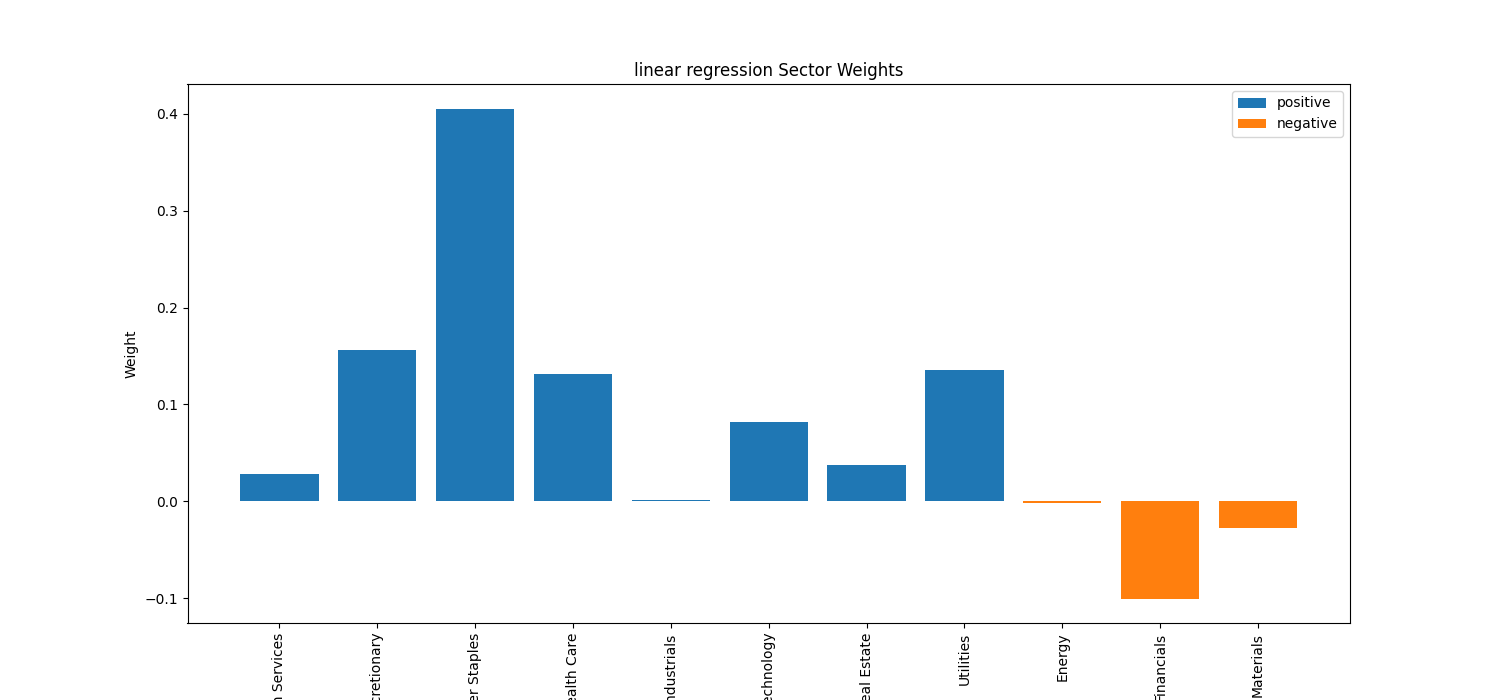 linear regression Sector Weights
positive
negative
Weight
0.4
0.3
0.2
0.1
0.0
−0.1
n Services
cretionary
er Staples
ealth Care
ndustrials
echnology
eal Estate
Utilities
Energy
Financials
Materials